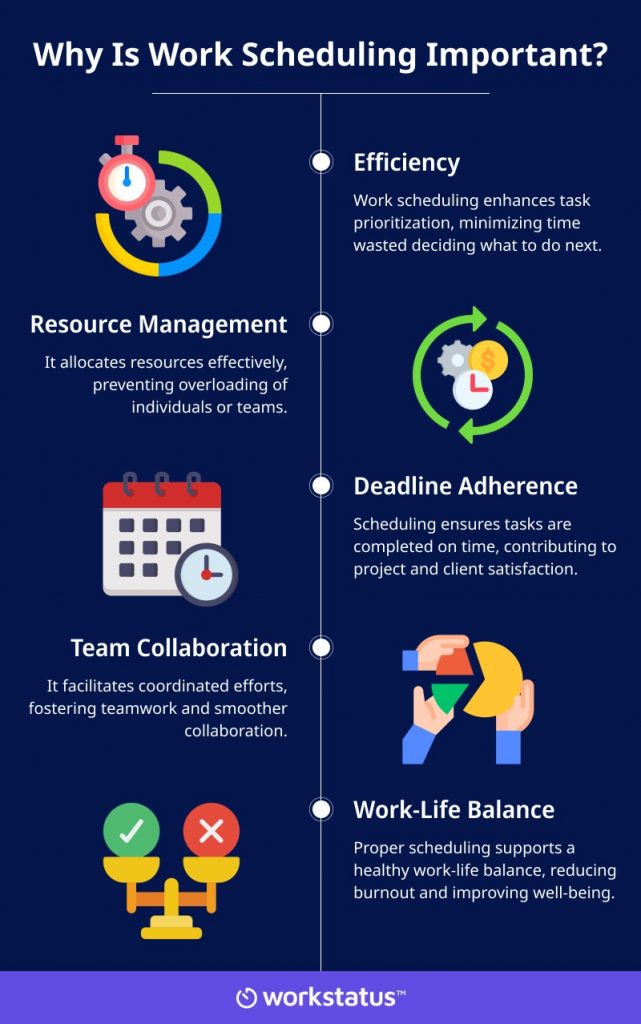 Why Is Work Scheduling Important?
Efficiency
Work scheduling enhances task
prioritization, minimizing time
wasted deciding what to do next.
Resource Management
It allocates resources effectively,
preventing overloading of
individuals or teams.
Deadline Adherence
Scheduling ensures tasks are
completed on time, contributing to
project and client satisfaction.
Team Collaboration
It facilitates coordinated efforts,
fostering teamwork and smoother
collaboration.
Work-Life Balance
Proper scheduling supports a
healthy work-life balance, reducing
burnout and improving well-being.
workstatus™